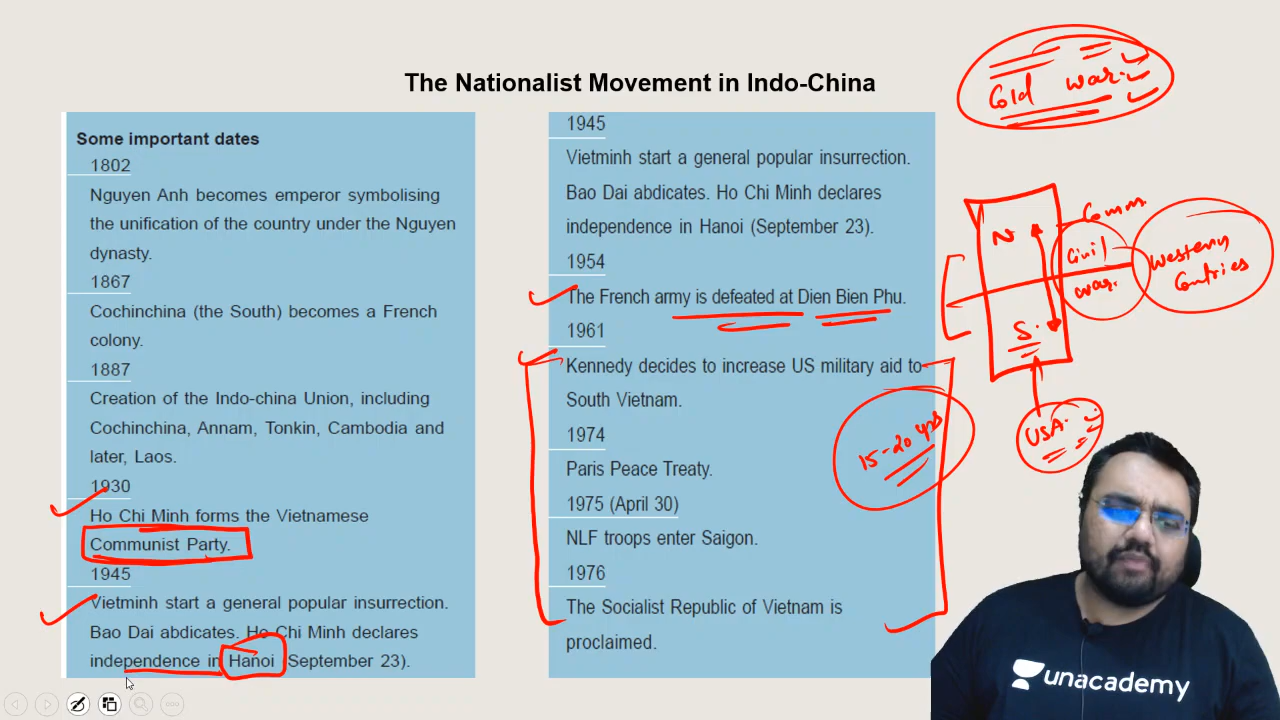 The Nationalist Movement in Indo-China
Some important dates
1802
Nguyen Anh becomes emperor symbolising
the unification of the country under the Nguyen
dynasty.
1867
Cochinchina (the South) becomes a French
colony.
1887
Creation of the Indo-china Union, including
Cochinchina, Annam, Tonkin, Cambodia and
later, Laos.
1930
Ho Chi Minh forms the Vietnamese
Communist Party.
1945
Vietminh start a general popular insurrection.
Bao Dai abdicates. Ho Chi Minh declares
independence in Hanoi (September 23).
1945
Vietminh start a general popular insurrection.
Bao Dai abdicates. Ho Chi Minh declares
independence in Hanoi (September 23).
1954
The French army is defeated at Dien Bien Phu.
1961
Kennedy decides to increase US military aid to
South Vietnam.
1974
Paris Peace Treaty.
1975 (April 30)
NLF troops enter Saigon.
1976
The Socialist Republic of Vietnam is
proclaimed.
15-20 yrs
Cold war.
N
Comm.
Civil
war.
Western
Contries
S.
USA.
unacademy